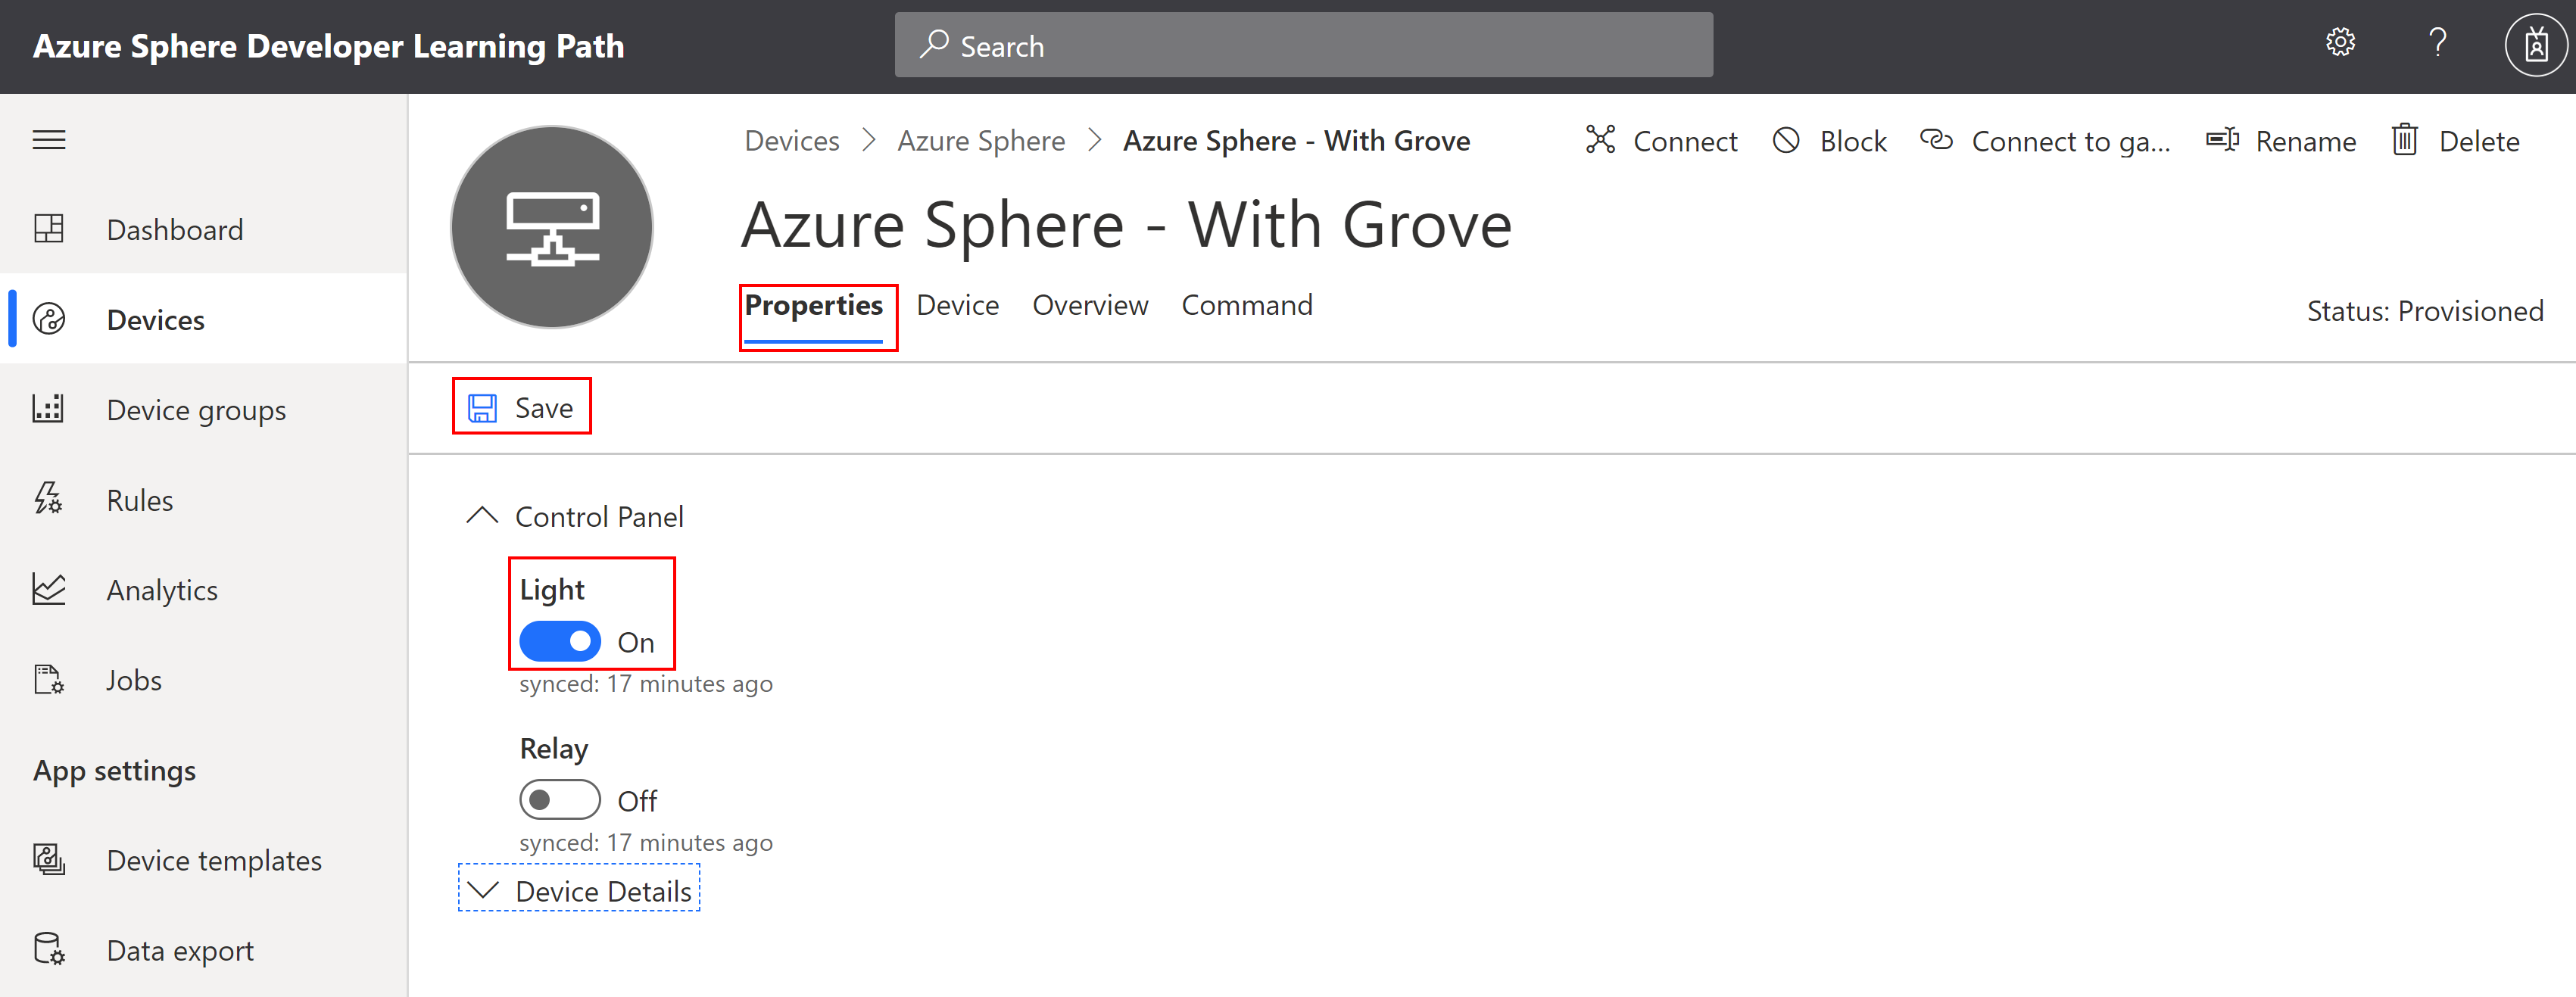 Azure Sphere Developer Learning Path
Search
Dashboard
Devices
Device groups
Rules
Analytics
Jobs
App settings
Device templates
Data export
Devices > Azure Sphere > Azure Sphere - With Grove
Connect
Block
Connect to ga...
Rename
Delete
Azure Sphere - With Grove
Properties Device Overview Command
Status: Provisioned
Save
Control Panel
Light
On
synced: 17 minutes ago
Relay
Off
synced: 17 minutes ago
Device Details